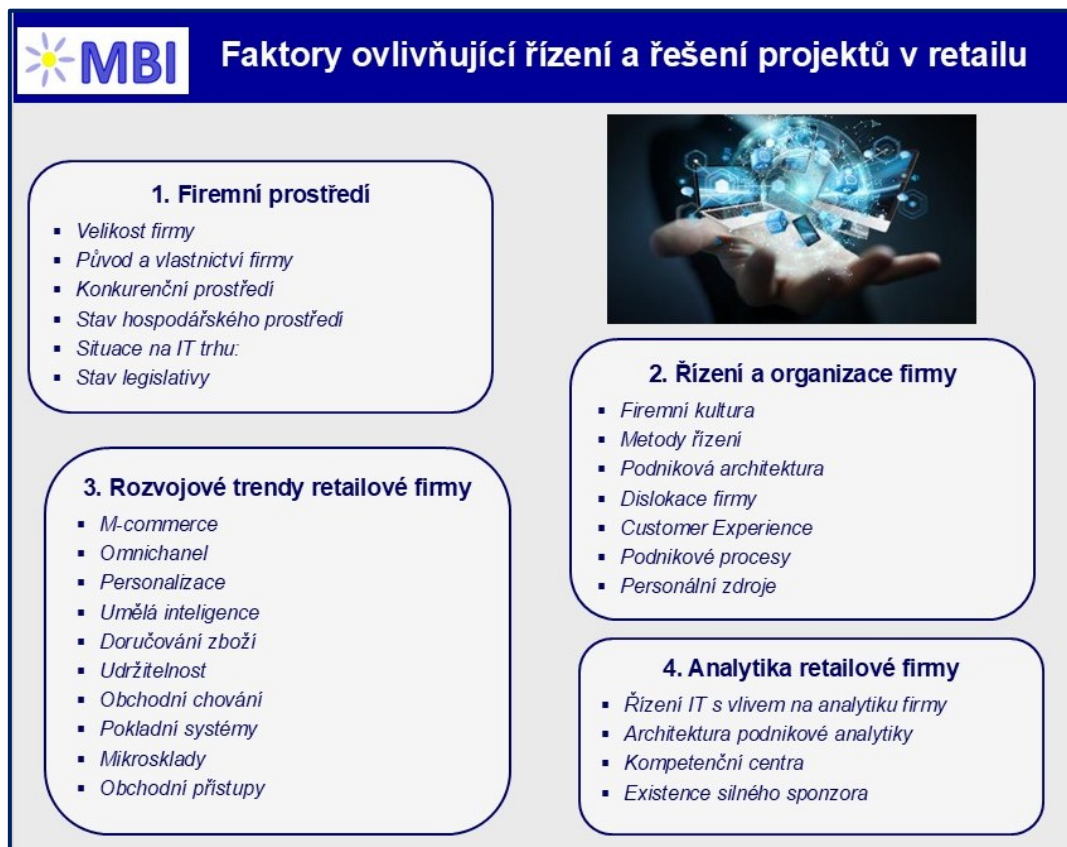 MBI
Faktory ovlivňující řízení a řešení projektů v retailu
1. Firemní prostředí
▪ Velikost firmy
▪ Původ a vlastnictví firmy
▪ Konkurenční prostředí
▪ Stav hospodářského prostředí
▪ Situace na IT trhu:
▪ Stav legislativy
2. Řízení a organizace firmy
▪ Firemní kultura
▪ Metody řízení
▪ Podniková architektura
▪ Dislokace firmy
▪ Customer Experience
▪ Podnikové procesy
▪ Personální zdroje
3. Rozvojové trendy retailové firmy
▪ M-commerce
▪ Omnichanel
▪ Personalizace
▪ Umělá inteligence
▪ Doručování zboží
▪ Udržitelnost
▪ Obchodní chování
▪ Pokladní systémy
▪ Mikrosklady
▪ Obchodní přístupy
4. Analytika retailové firmy
▪ Řízení IT s vlivem na analytiku firmy
▪ Architektura podnikové analytiky
▪ Kompetenční centra
▪ Existence silného sponzora